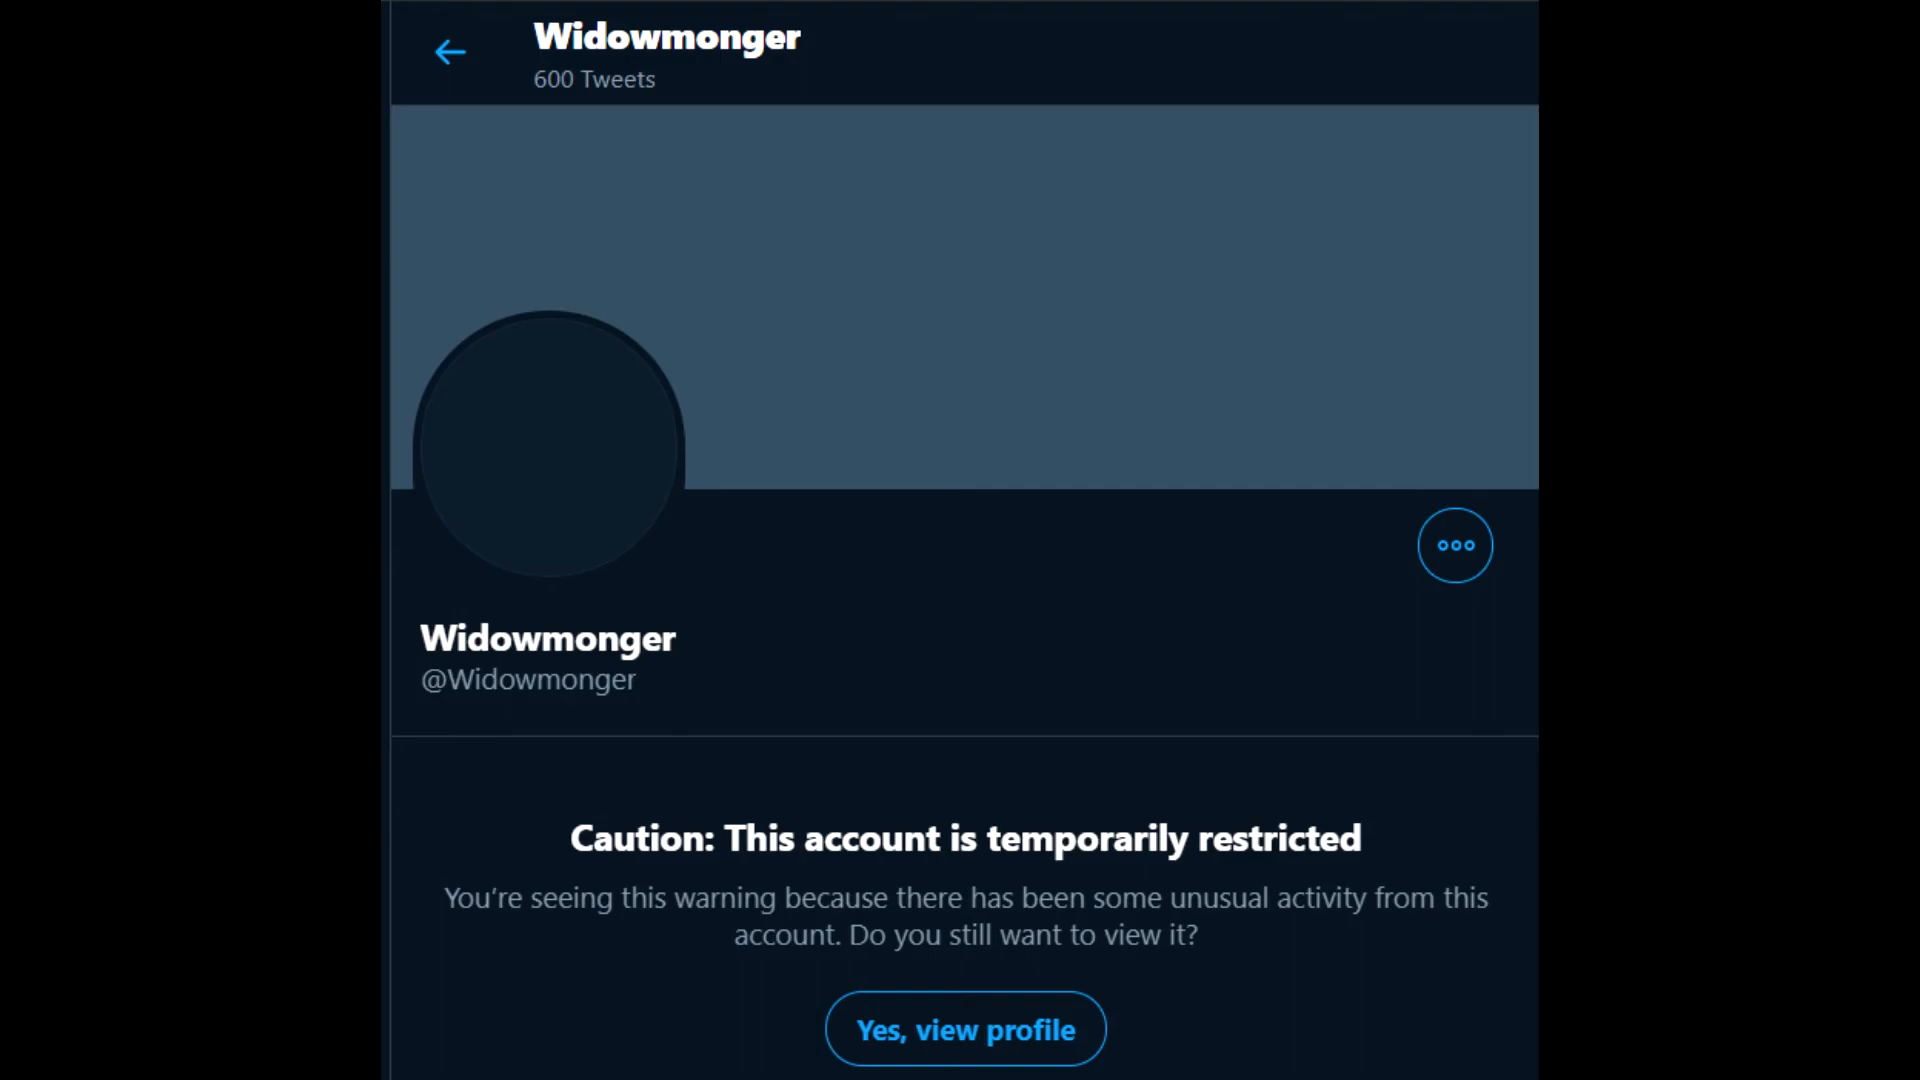 Widowmonger
600 Tweets
Widowmonger
@Widowmonger
Caution: This account is temporarily restricted
You’re seeing this warning because there has been some unusual activity from this
account. Do you still want to view it?
Yes, view profile